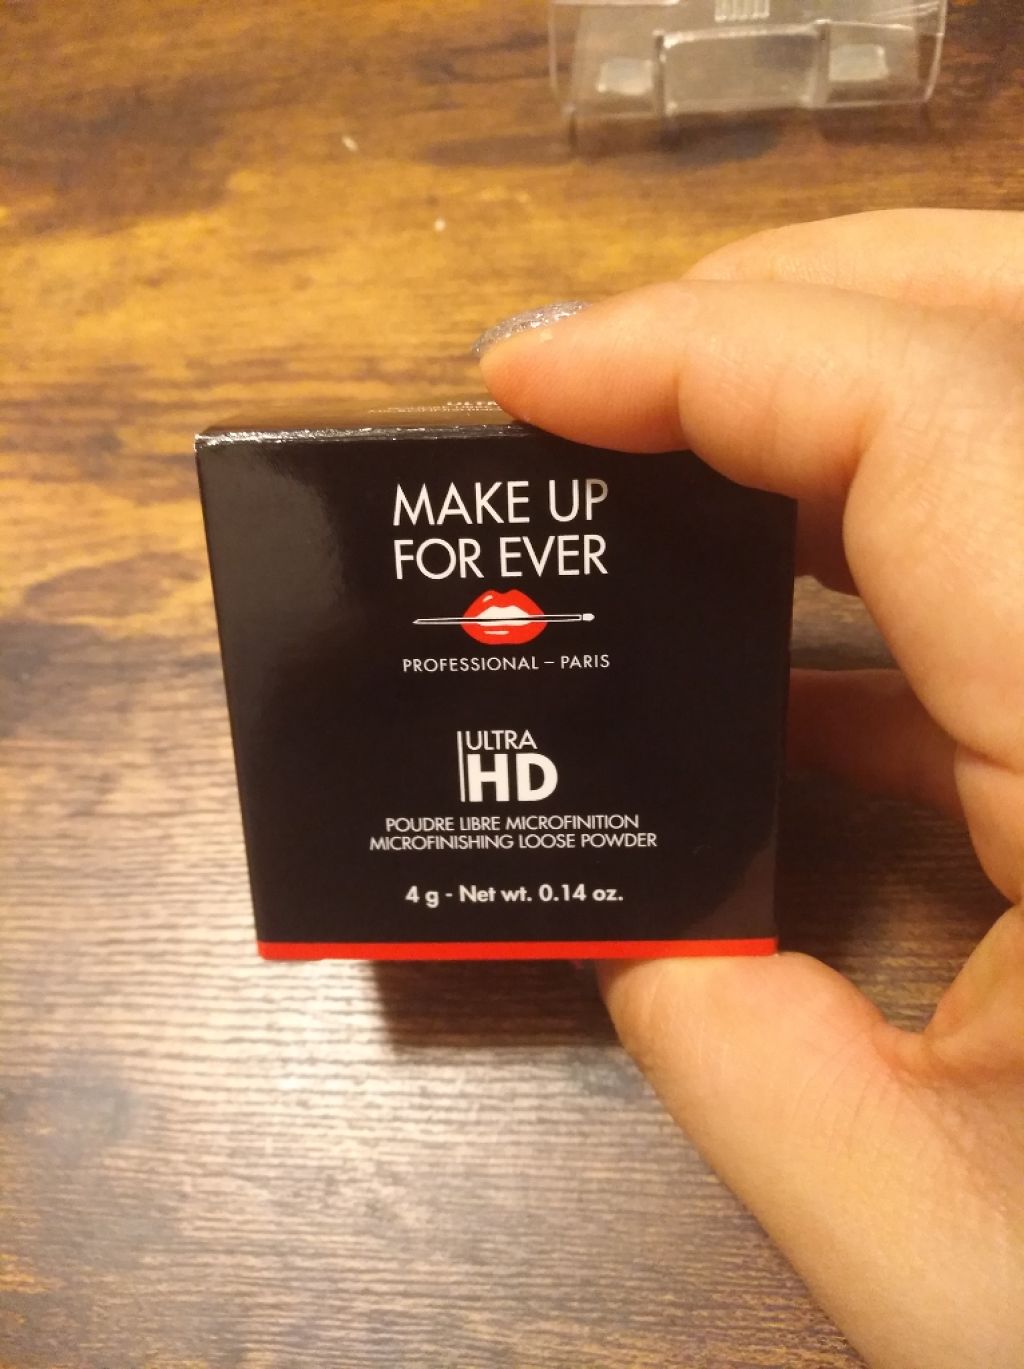 MAKE UP
FOR EVER
PROFESSIONAL – PARIS
ULTRA
HD
POUDRE LIBRE MICROFINITION
MICROFINISHING LOOSE POWDER
4 g - Net wt. 0.14 oz.